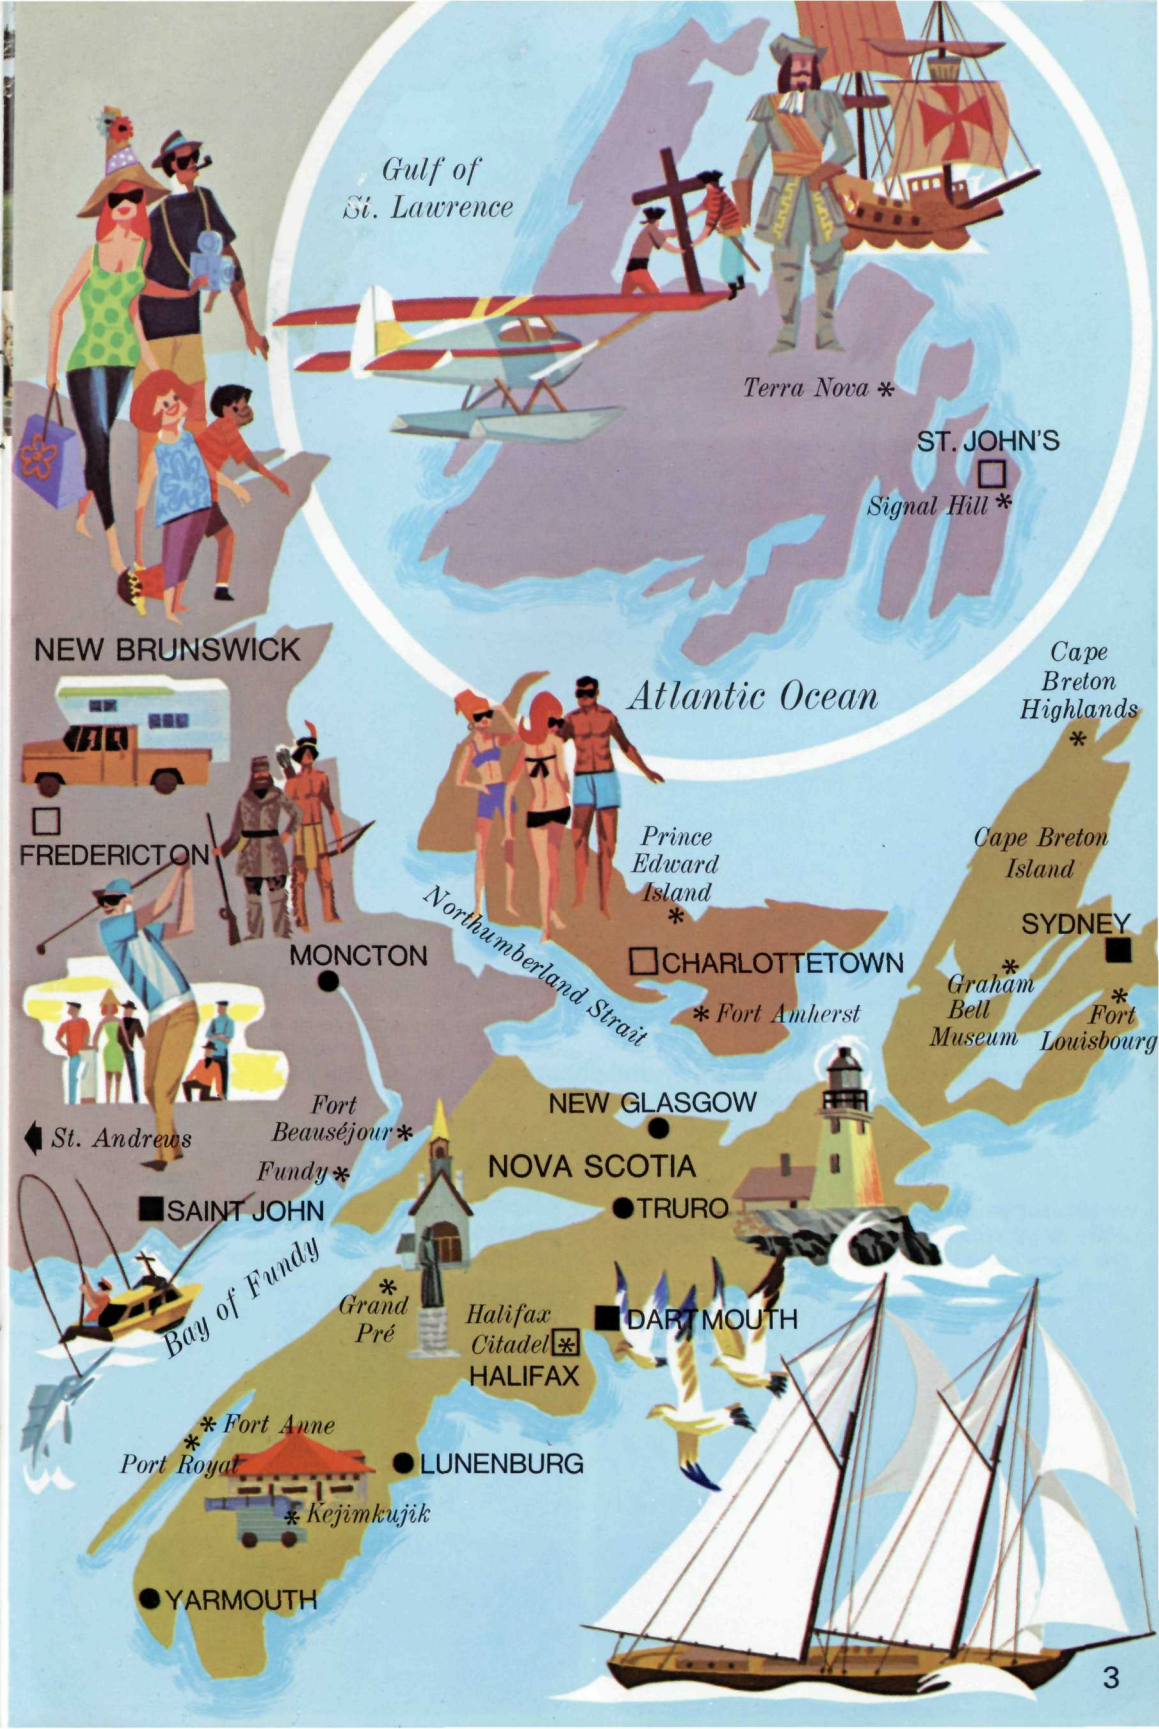 Gulf of
St. Lawrence
Terra Nova *
ST. JOHN'S
Signal Hill *
NEW BRUNSWICK
Atlantic Ocean
Cape
Breton
Highlands
*
FREDERICTON
Prince
Edward
Island
*
Cape Breton
Island
Northumberland Strait
SYDNEY
MONCTON
CHARLOTTETOWN
* Fort Amherst
*
Graham
Bell
Museum
*
Fort
Louisbourg
NEW GLASGOW
Fort
Beauséjour *
St. Andrews
Fundy *
NOVA SCOTIA
SAINT JOHN
TRURO
Bay of Fundy
*
Grand
Pré
Halifax
Citadel *
HALIFAX
DARTMOUTH
* Fort Anne
*
Port Royal
LUNENBURG
* Kejimkujik
YARMOUTH
3